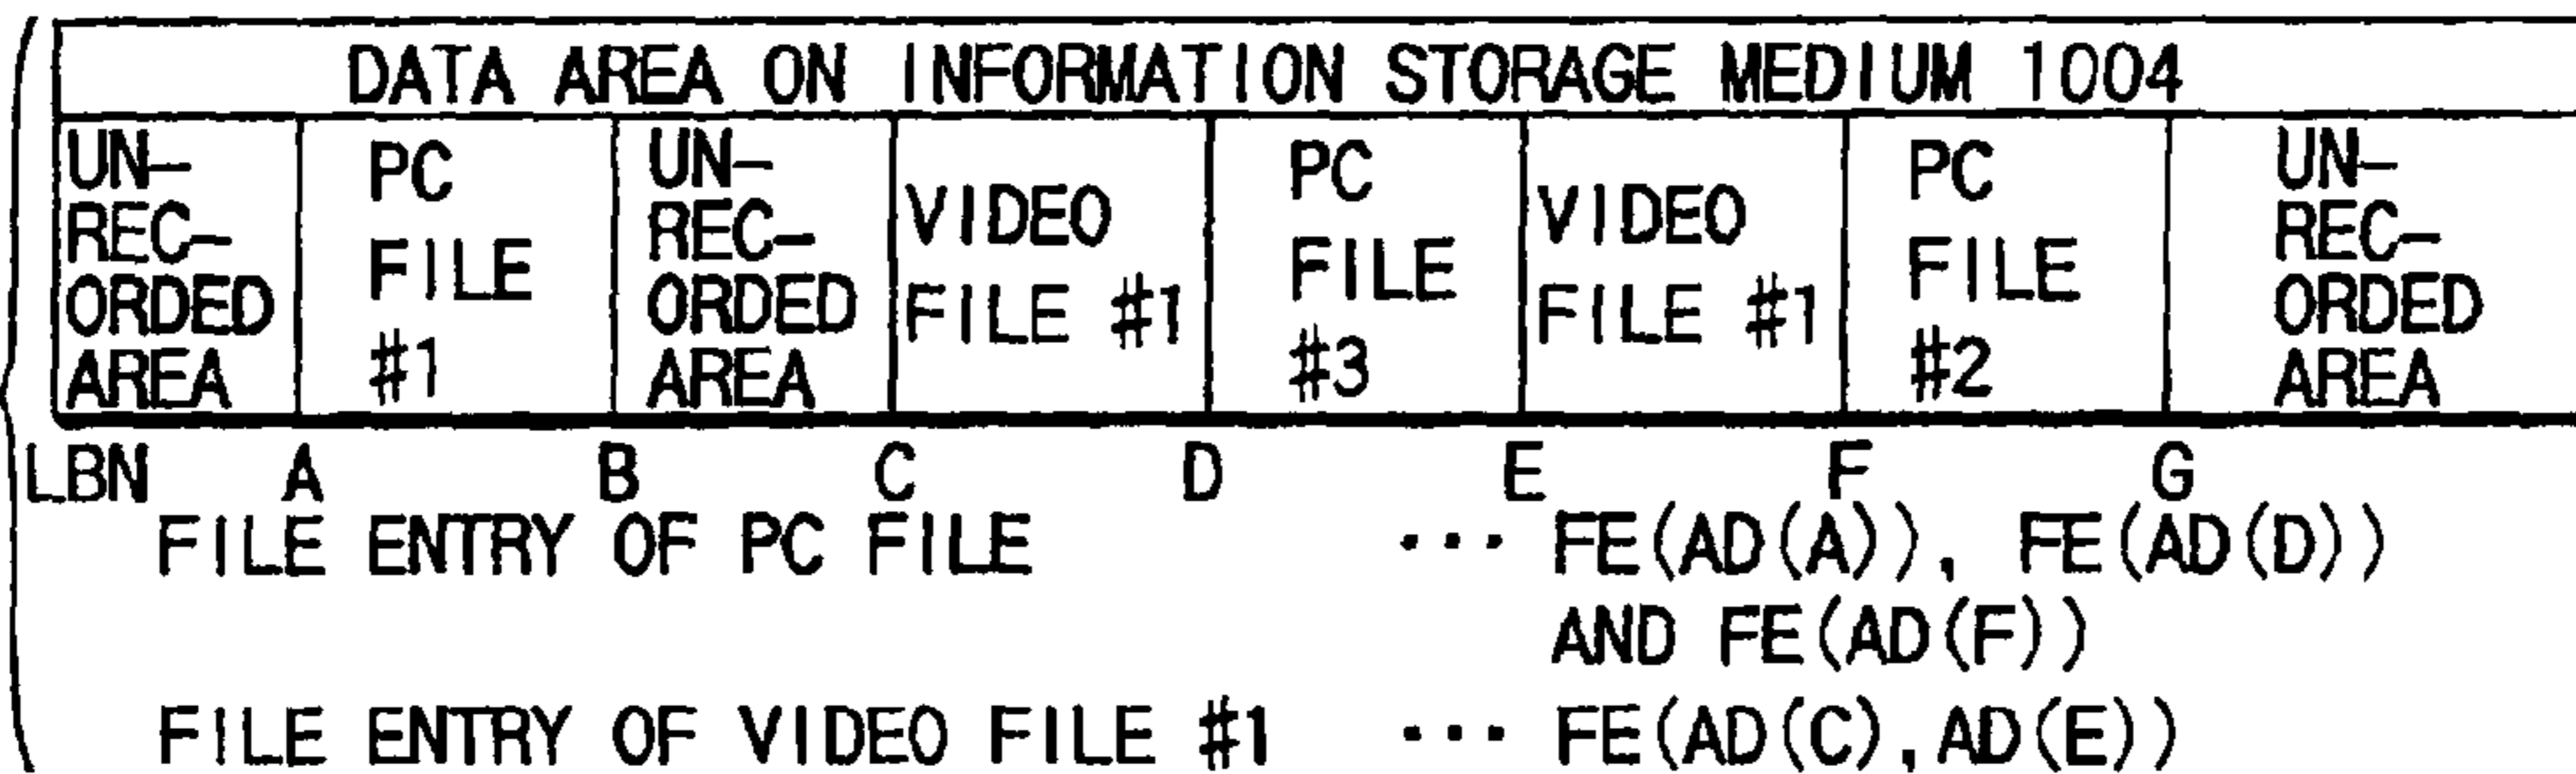 DATA AREA ON INFORMATION STORAGE MEDIUM 1004
UN-
REC-
ORDED
AREA
PC
FILE
#1
UN-
REC-
ORDED
AREA
VIDEO
FILE #1
PC
FILE
#3
VIDEO
FILE #1
PC
FILE
#2
UN-
REC-
ORDED
AREA
LBN A B C D E F G
FILE ENTRY OF PC FILE ··· FE(AD(A)), FE(AD(D))
AND FE(AD(F))
FILE ENTRY OF VIDEO FILE #1 ··· FE(AD(C), AD(E))